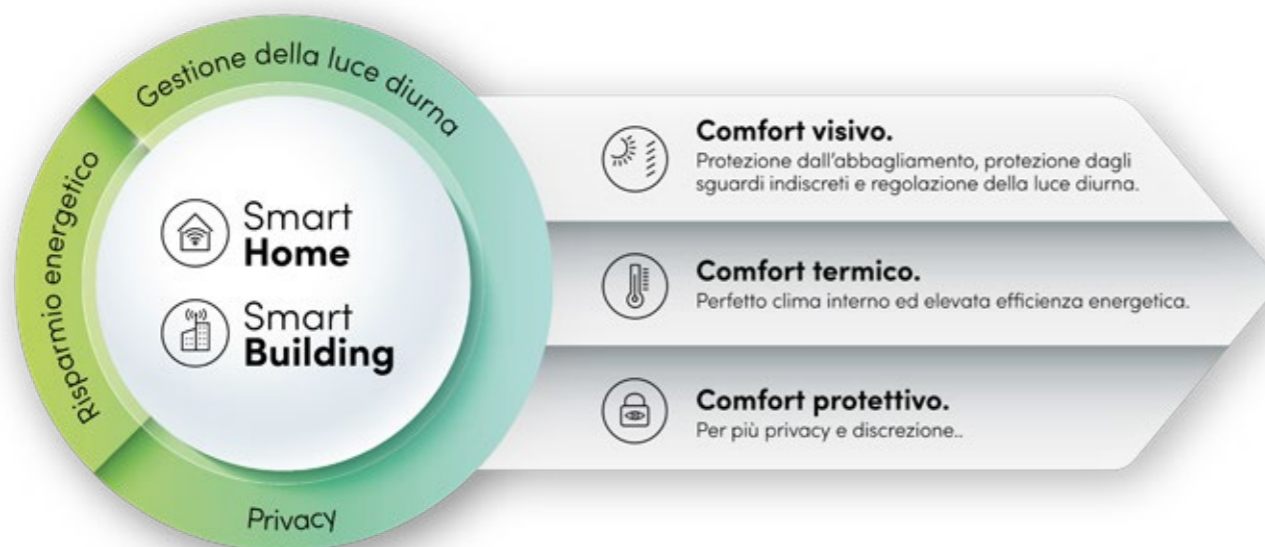 Gestione della luce diurna
Risparmio energetico
Privacy
Smart
Home
Smart
Building
Comfort visivo.
Protezione dall'abbagliamento, protezione dagli
sguardi indiscreti e regolazione della luce diurna.
Comfort termico.
Perfetto clima interno ed elevata efficienza energetica.
Comfort protettivo.
Per più privacy e discrezione..